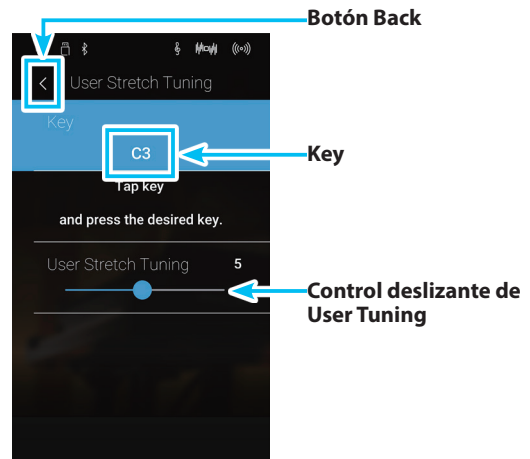 Botón Back
User Stretch Tuning
Key
C3
Key
Tap key
and press the desired key.
User Stretch Tuning 5
Control deslizante de
User Tuning